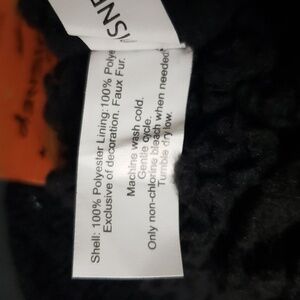 Shell: 100% Polyester Lining:100% Polye
Exclusive of decoration. Faux Fur.
Machine wash cold.
Gentle cycle.
Only non-chlorine bleach when needed
Tumble dry low.